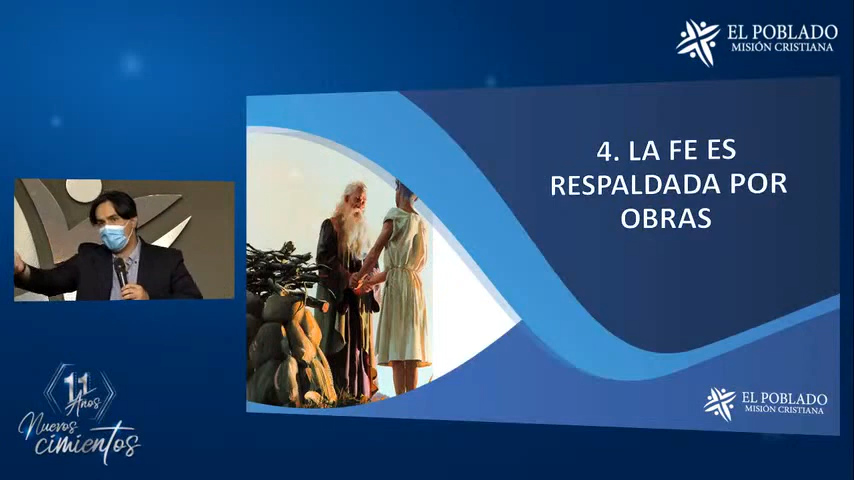 EL POBLADO
MISIÓN CRISTIANA
4. LA FE ES
RESPALDADA POR
OBRAS
11
Años
Nuevos
cimientos
EL POBLADO
MISIÓN CRISTIANA